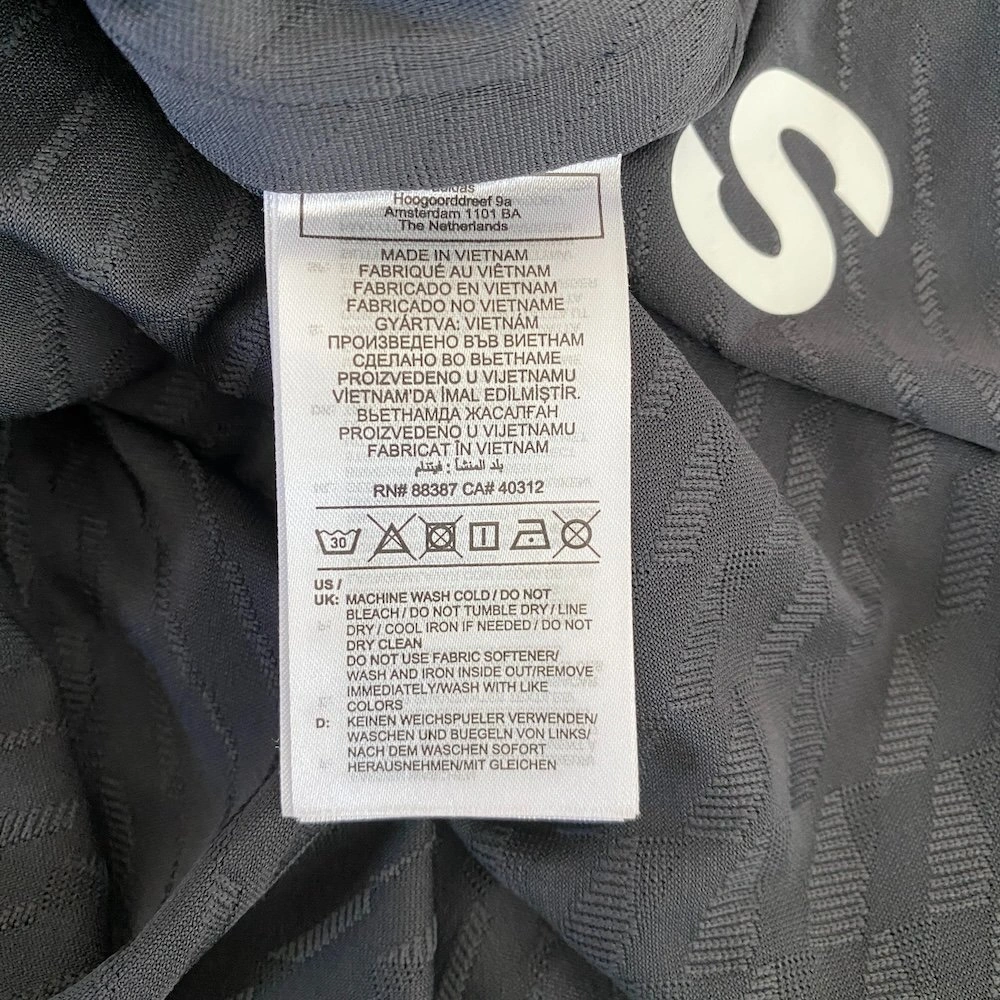 Hoogoorddreef 9a
Amsterdam 1101 BA
The Netherlands
MADE IN VIETNAM
FABRIQUÉ AU VIÊTNAM
FABRICADO EN VIETNAM
FABRICADO NO VIETNAME
GYÁRTVA: VIETNÁM
ПРОИЗВЕДЕНО ВЪВ ВИЕТНАМ
СДЕЛАНО ВО ВЬЕТНАМЕ
PROIZVEDENO U VIJETNAMU
VİETNAM'DA İMAL EDİLMİŞTİR.
ВЬЕТНАМДА ЖАСАЛҒАН
PROIZVEDENO U VIJETNAMU
FABRICAT ÎN VIETNAM
بلد المنشأ : فيتنام
RN# 88387 CA# 40312
30
US /
UK: MACHINE WASH COLD / DO NOT
BLEACH / DO NOT TUMBLE DRY / LINE
DRY / COOL IRON IF NEEDED / DO NOT
DRY CLEAN
DO NOT USE FABRIC SOFTENER/
WASH AND IRON INSIDE OUT/REMOVE
IMMEDIATELY/WASH WITH LIKE
COLORS
D: KEINEN WEICHSPUELER VERWENDEN/
WASCHEN UND BUEGELN VON LINKS/
NACH DEM WASCHEN SOFORT
HERAUSNEHMEN/MIT GLEICHEN
S